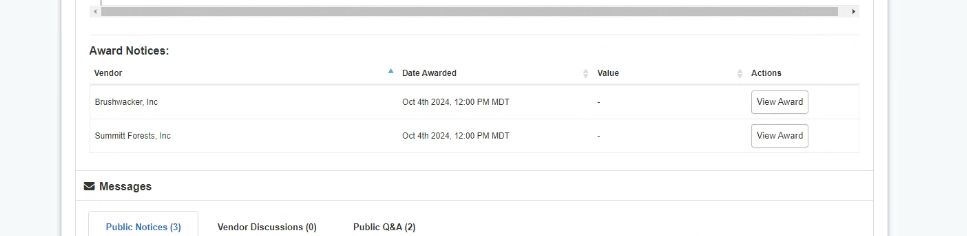 Award Notices:
Vendor Date Awarded Value Actions
Brushwacker, Inc Oct 4th 2024, 12:00 PM MDT - View Award
Summitt Forests, Inc Oct 4th 2024, 12:00 PM MDT - View Award
Messages
Public Notices (3) Vendor Discussions (0) Public Q&A (2)